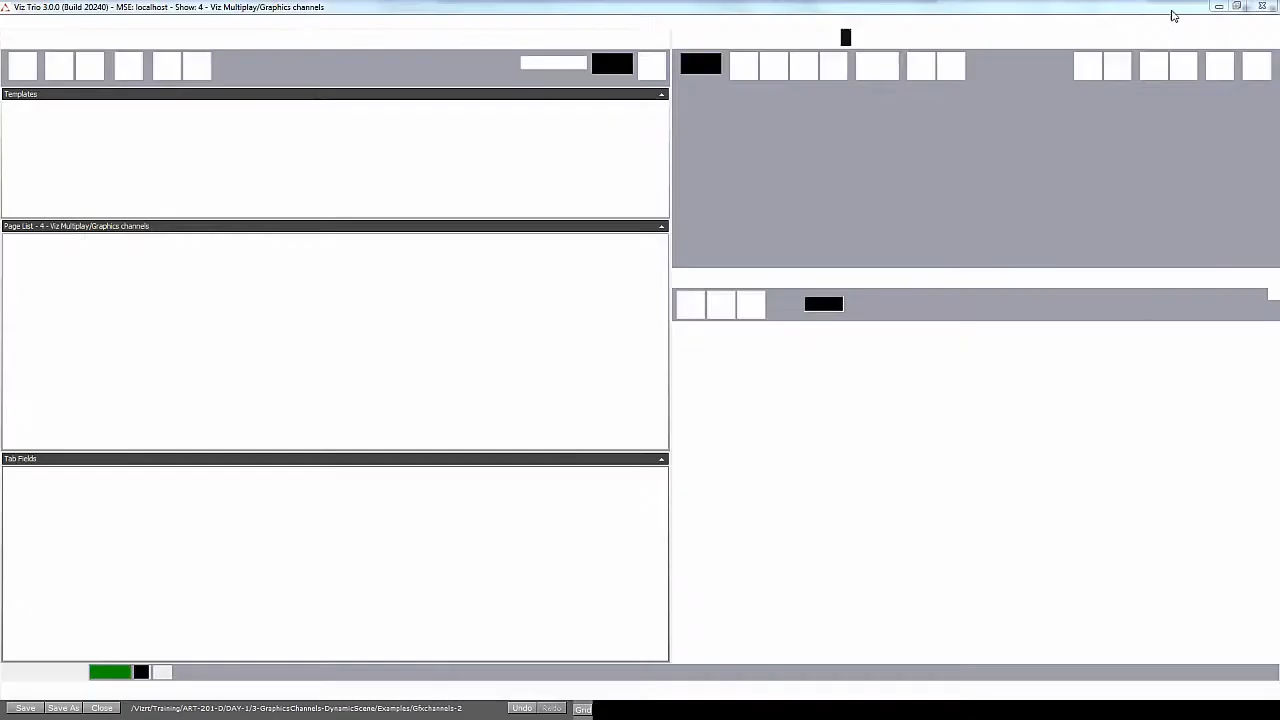 Viz Trio 3.0.0 (Build 20240) - MSE: localhost - Show: 4 - Viz Multiplay/Graphics channels
Templates
Page List - 4 - Viz Multiplay/Graphics channels
Tab Fields
Save Save As Close /Vizrt/Training/ART-201-D/DAY-1/3-GraphicsChannels-DynamicScene/Examples/Gfxchannels-2 Undo Redo Grid